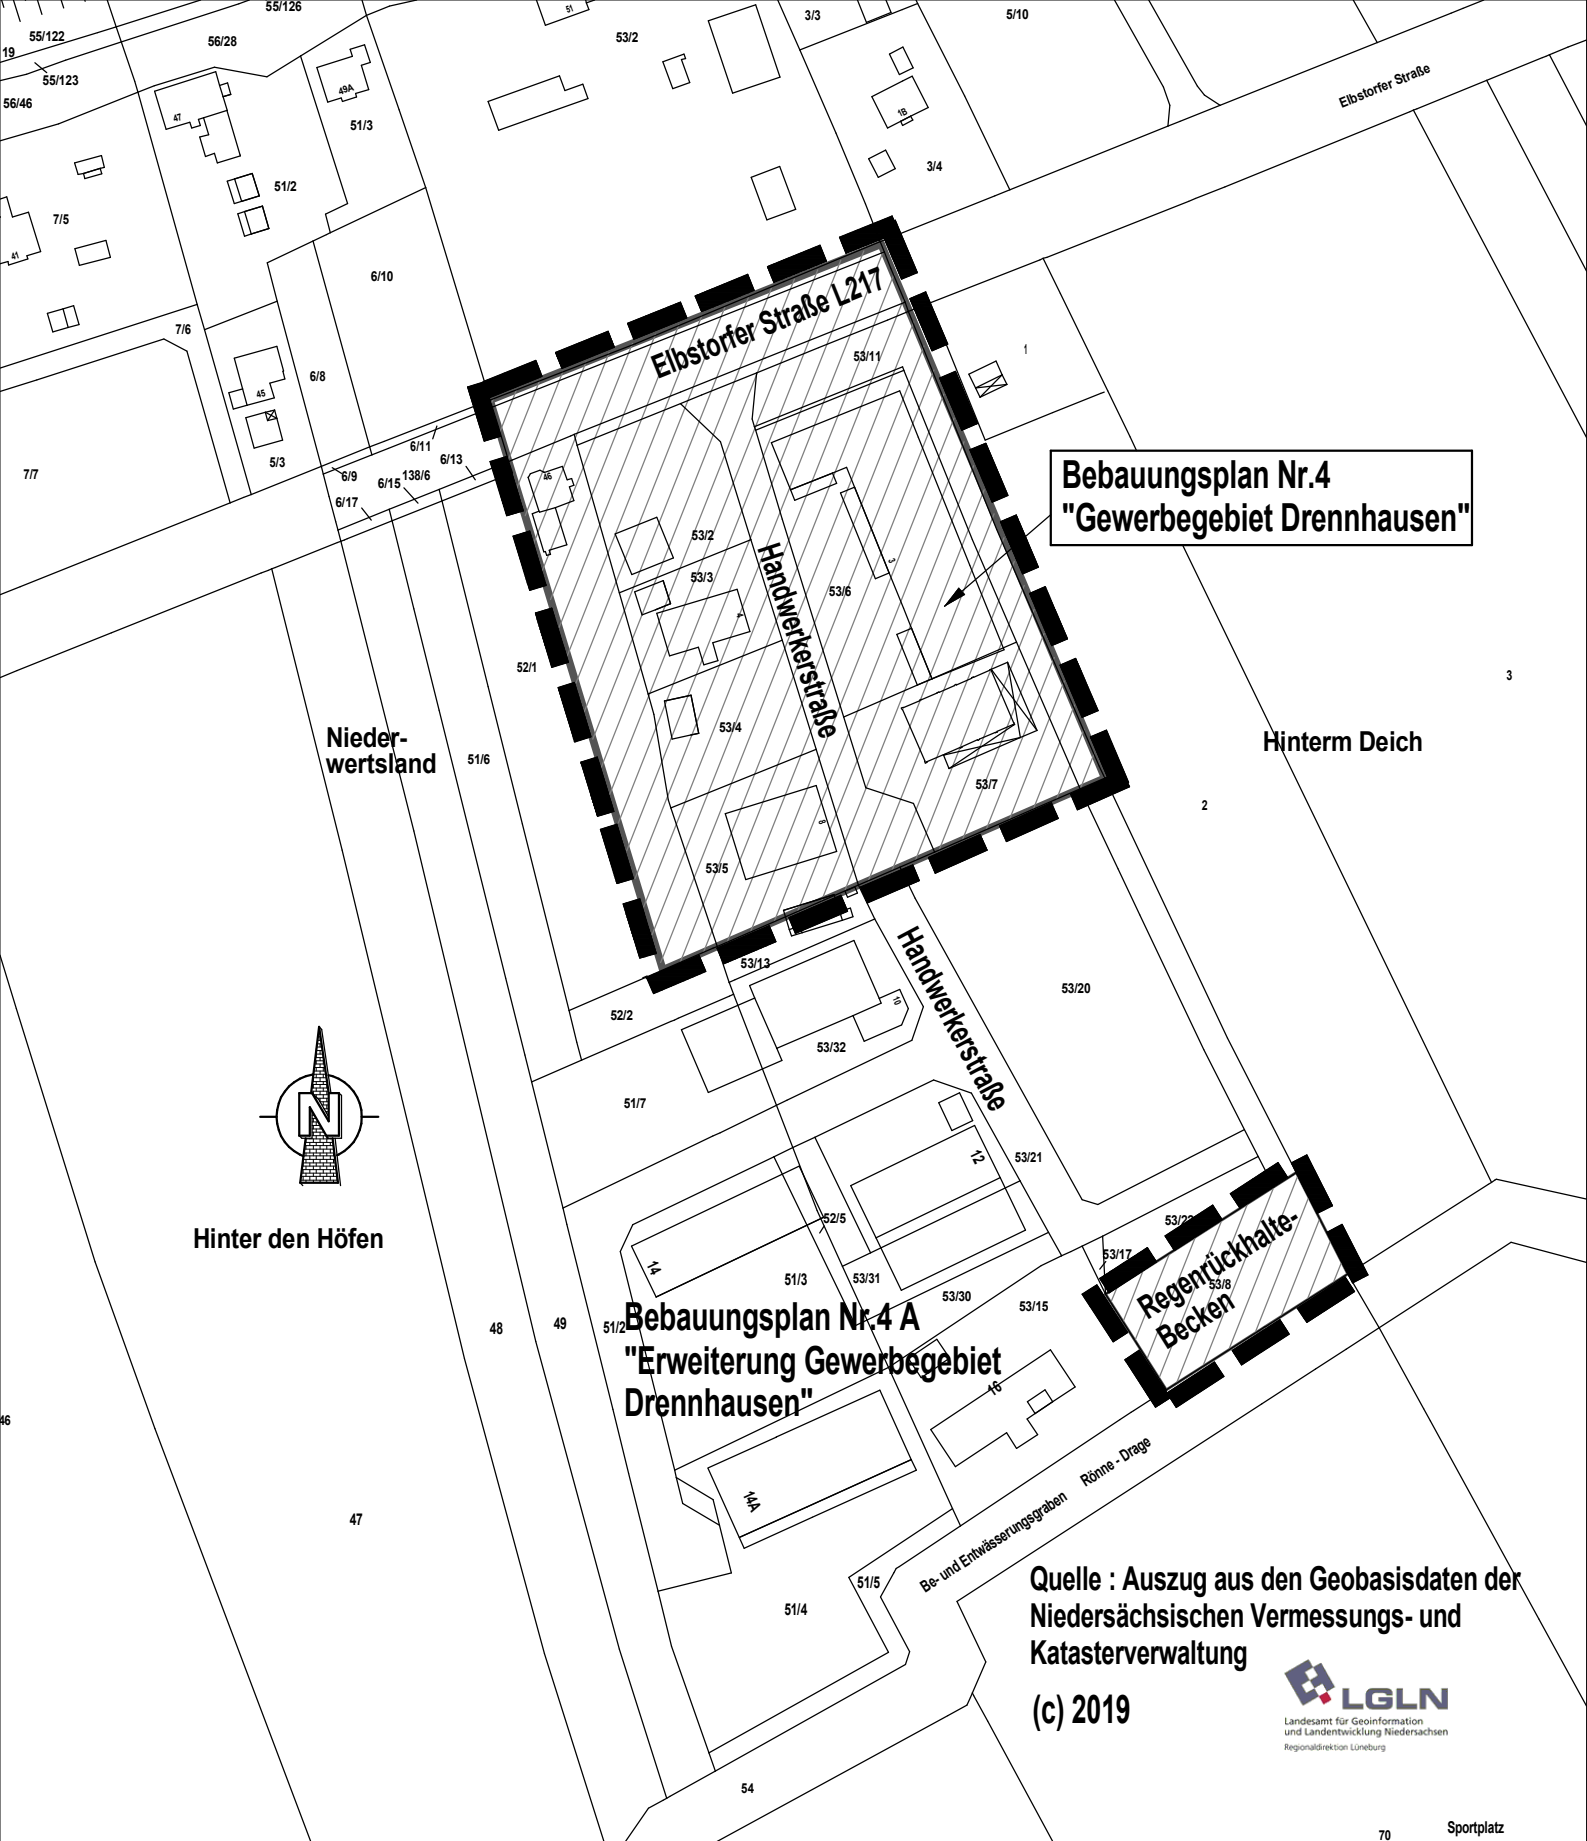 55/126
55/122
56/28
51
53/2
3/3
5/10
19
55/123
56/46
49A
47
51/3
1B
Elbstorfer Straße
3/4
51/2
7/5
41
6/10
Elbstorfer Straße L217
7/6
53/11
1
6/8
45
6/11
5/3
6/13
7/7
6/9
6/15
138/6
6/17
46
Bebauungsplan Nr.4
"Gewerbegebiet Drennhausen"
53/2
53/3
3
53/6
4
Handwerkerstraße
52/1
3
53/4
Nieder-
wertsland
51/6
Hinterm Deich
53/7
2
8
53/5
Handwerkerstraße
53/13
53/20
10
52/2
53/32
51/7
N
12
53/21
Hinter den Höfen
52/5
53/22
53/17
14
51/3
53/31
53/30
53/15
Regenrückhalte-
53/8
Becken
48
49
51/2
Bebauungsplan Nr.4 A
"Erweiterung Gewerbegebiet
Drennhausen"
16
46
14A
47
Be- und Entwässerungsgraben Rönne - Drage
51/5
51/4
Quelle : Auszug aus den Geobasisdaten der
Niedersächsischen Vermessungs- und
Katasterverwaltung
(c) 2019
LGLN
Landesamt für Geoinformation
und Landentwicklung Niedersachsen
Regionaldirektion Lüneburg
54
70
Sportplatz